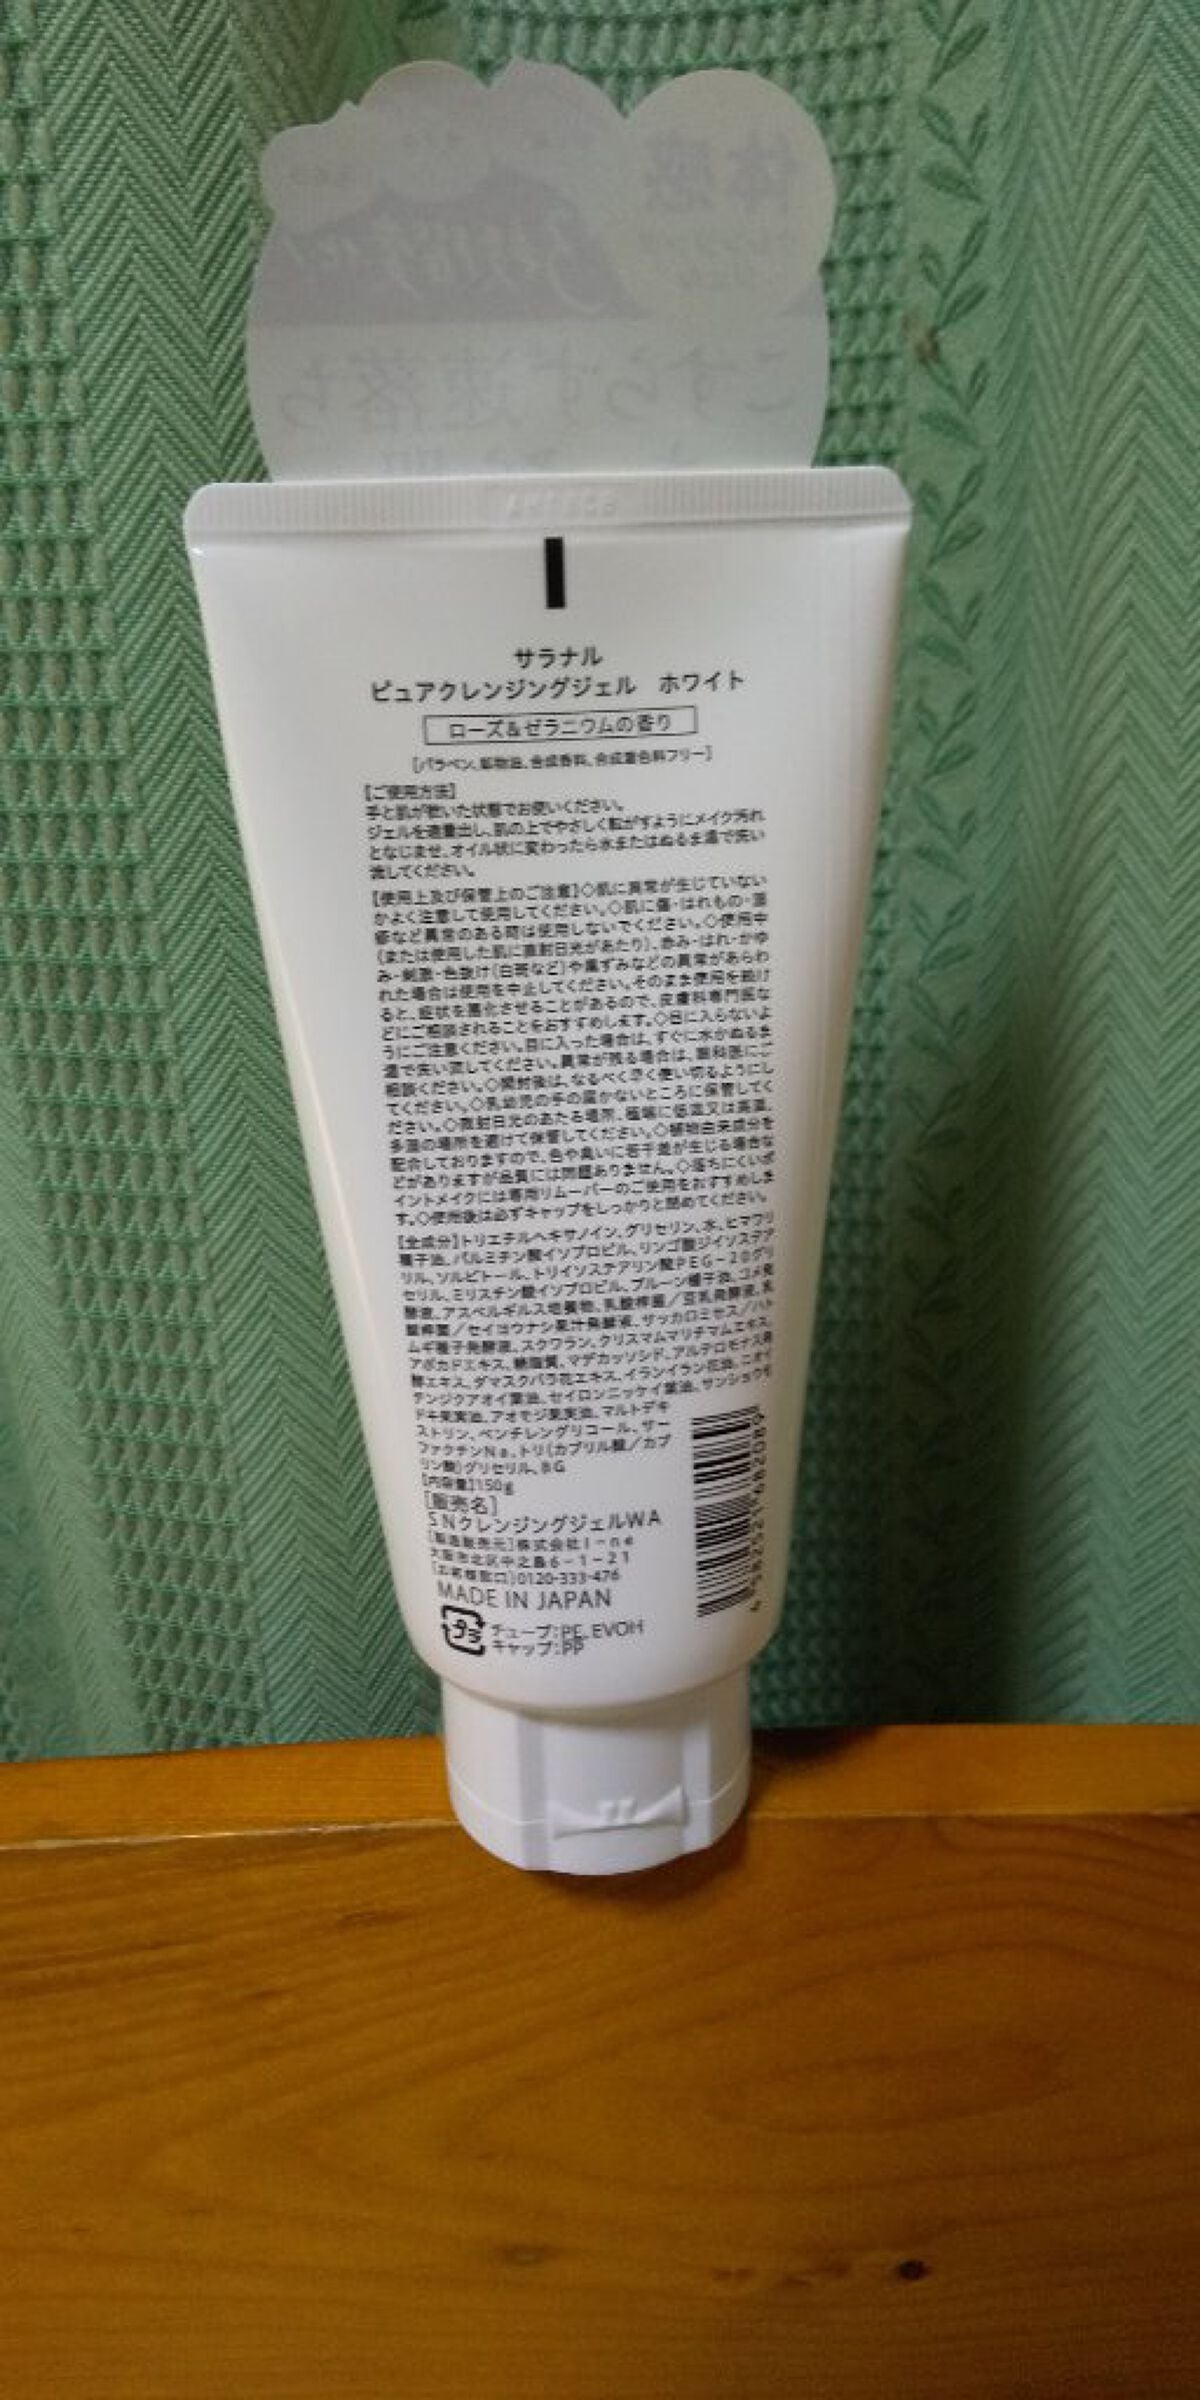 体感
こすらず速落ち
サラナル
ピュアクレンジングジェル ホワイト
ローズ&ゼラニウムの香り
[パラベン、鉱物油、合成香料、合成着色料フリー]
【ご使用方法】
手と肌が乾いた状態でお使いください。
ジェルを適量出し、肌の上でやさしく転がすようにメイク汚れ
となじませ、オイル状に変わったら水またはぬるま湯で洗い
流してください。
【使用上及び保管上のご注意】◇肌に異常が生じていない
かよく注意して使用してください。◇肌に傷・はれもの・湿
疹など異常のある時は使用しないでください。◇使用中
(または使用した肌に直射日光があたり)、赤み・はれ・かゆ
み・刺激・色抜け(白斑など)や黒ずみなどの異常があらわ
れた場合は使用を中止してください。そのまま使用を続け
ると、症状を悪化させることがあるので、皮膚科専門医な
どにご相談されることをおすすめします。◇目に入らないよ
うにご注意ください。目に入った場合は、すぐに水かぬるま
湯で洗い流してください。異常が残る場合は、眼科医にご
相談ください。◇開封後は、なるべく早く使い切るようにし
てください。◇乳幼児の手の届かないところに保管してく
ださい。◇直射日光のあたる場所、極端に低温又は高温、
多湿の場所を避けて保管してください。◇植物由来成分を
配合しておりますので、色や臭いに若干差が生じる場合な
どがありますが品質には問題ありません。◇落ちにくいポ
イントメイクには専用リムーバーのご使用をおすすめしま
す。◇使用後は必ずキャップをしっかりと閉めてください。
【全成分】トリエチルヘキサノイン、グリセリン、水、ヒマワリ
種子油、パルミチン酸イソプロピル、リンゴ酸ジイソステア
リル、ソルビトール、トリイソステアリン酸PEG-20グリ
セリル、ミリスチン酸イソプロピル、プルーン種子油、コメ発
酵液、アスペルギルス培養物、乳酸桿菌/豆乳発酵液、乳
酸桿菌/セイヨウナシ果汁発酵液、サッカロミセス/ハト
ムギ種子発酵液、スクワラン、クリスマムマリチマムエキス、
アボカドエキス、糖脂質、マデカッソシド、アルテロモナス発
酵エキス、ダマスクバラ花エキス、イランイラン花油、ニオイ
テンジクアオイ葉油、セイロンニッケイ葉油、サンショウモ
ドキ果実油、アオモジ果実油、マルトデキ
ストリン、ペンチレングリコール、サー
ファクチンNa、トリ(カプリル酸/カプ
リン酸)グリセリル、BG
[内容量]150g
[販売名]
SNクレンジングジェルWA
[製造販売元]株式会社I-ne
大阪市北区中之島6-1-21
[お客様窓口]0120-333-476
MADE IN JAPAN
チューブ:PE、EVOH
キャップ:PP